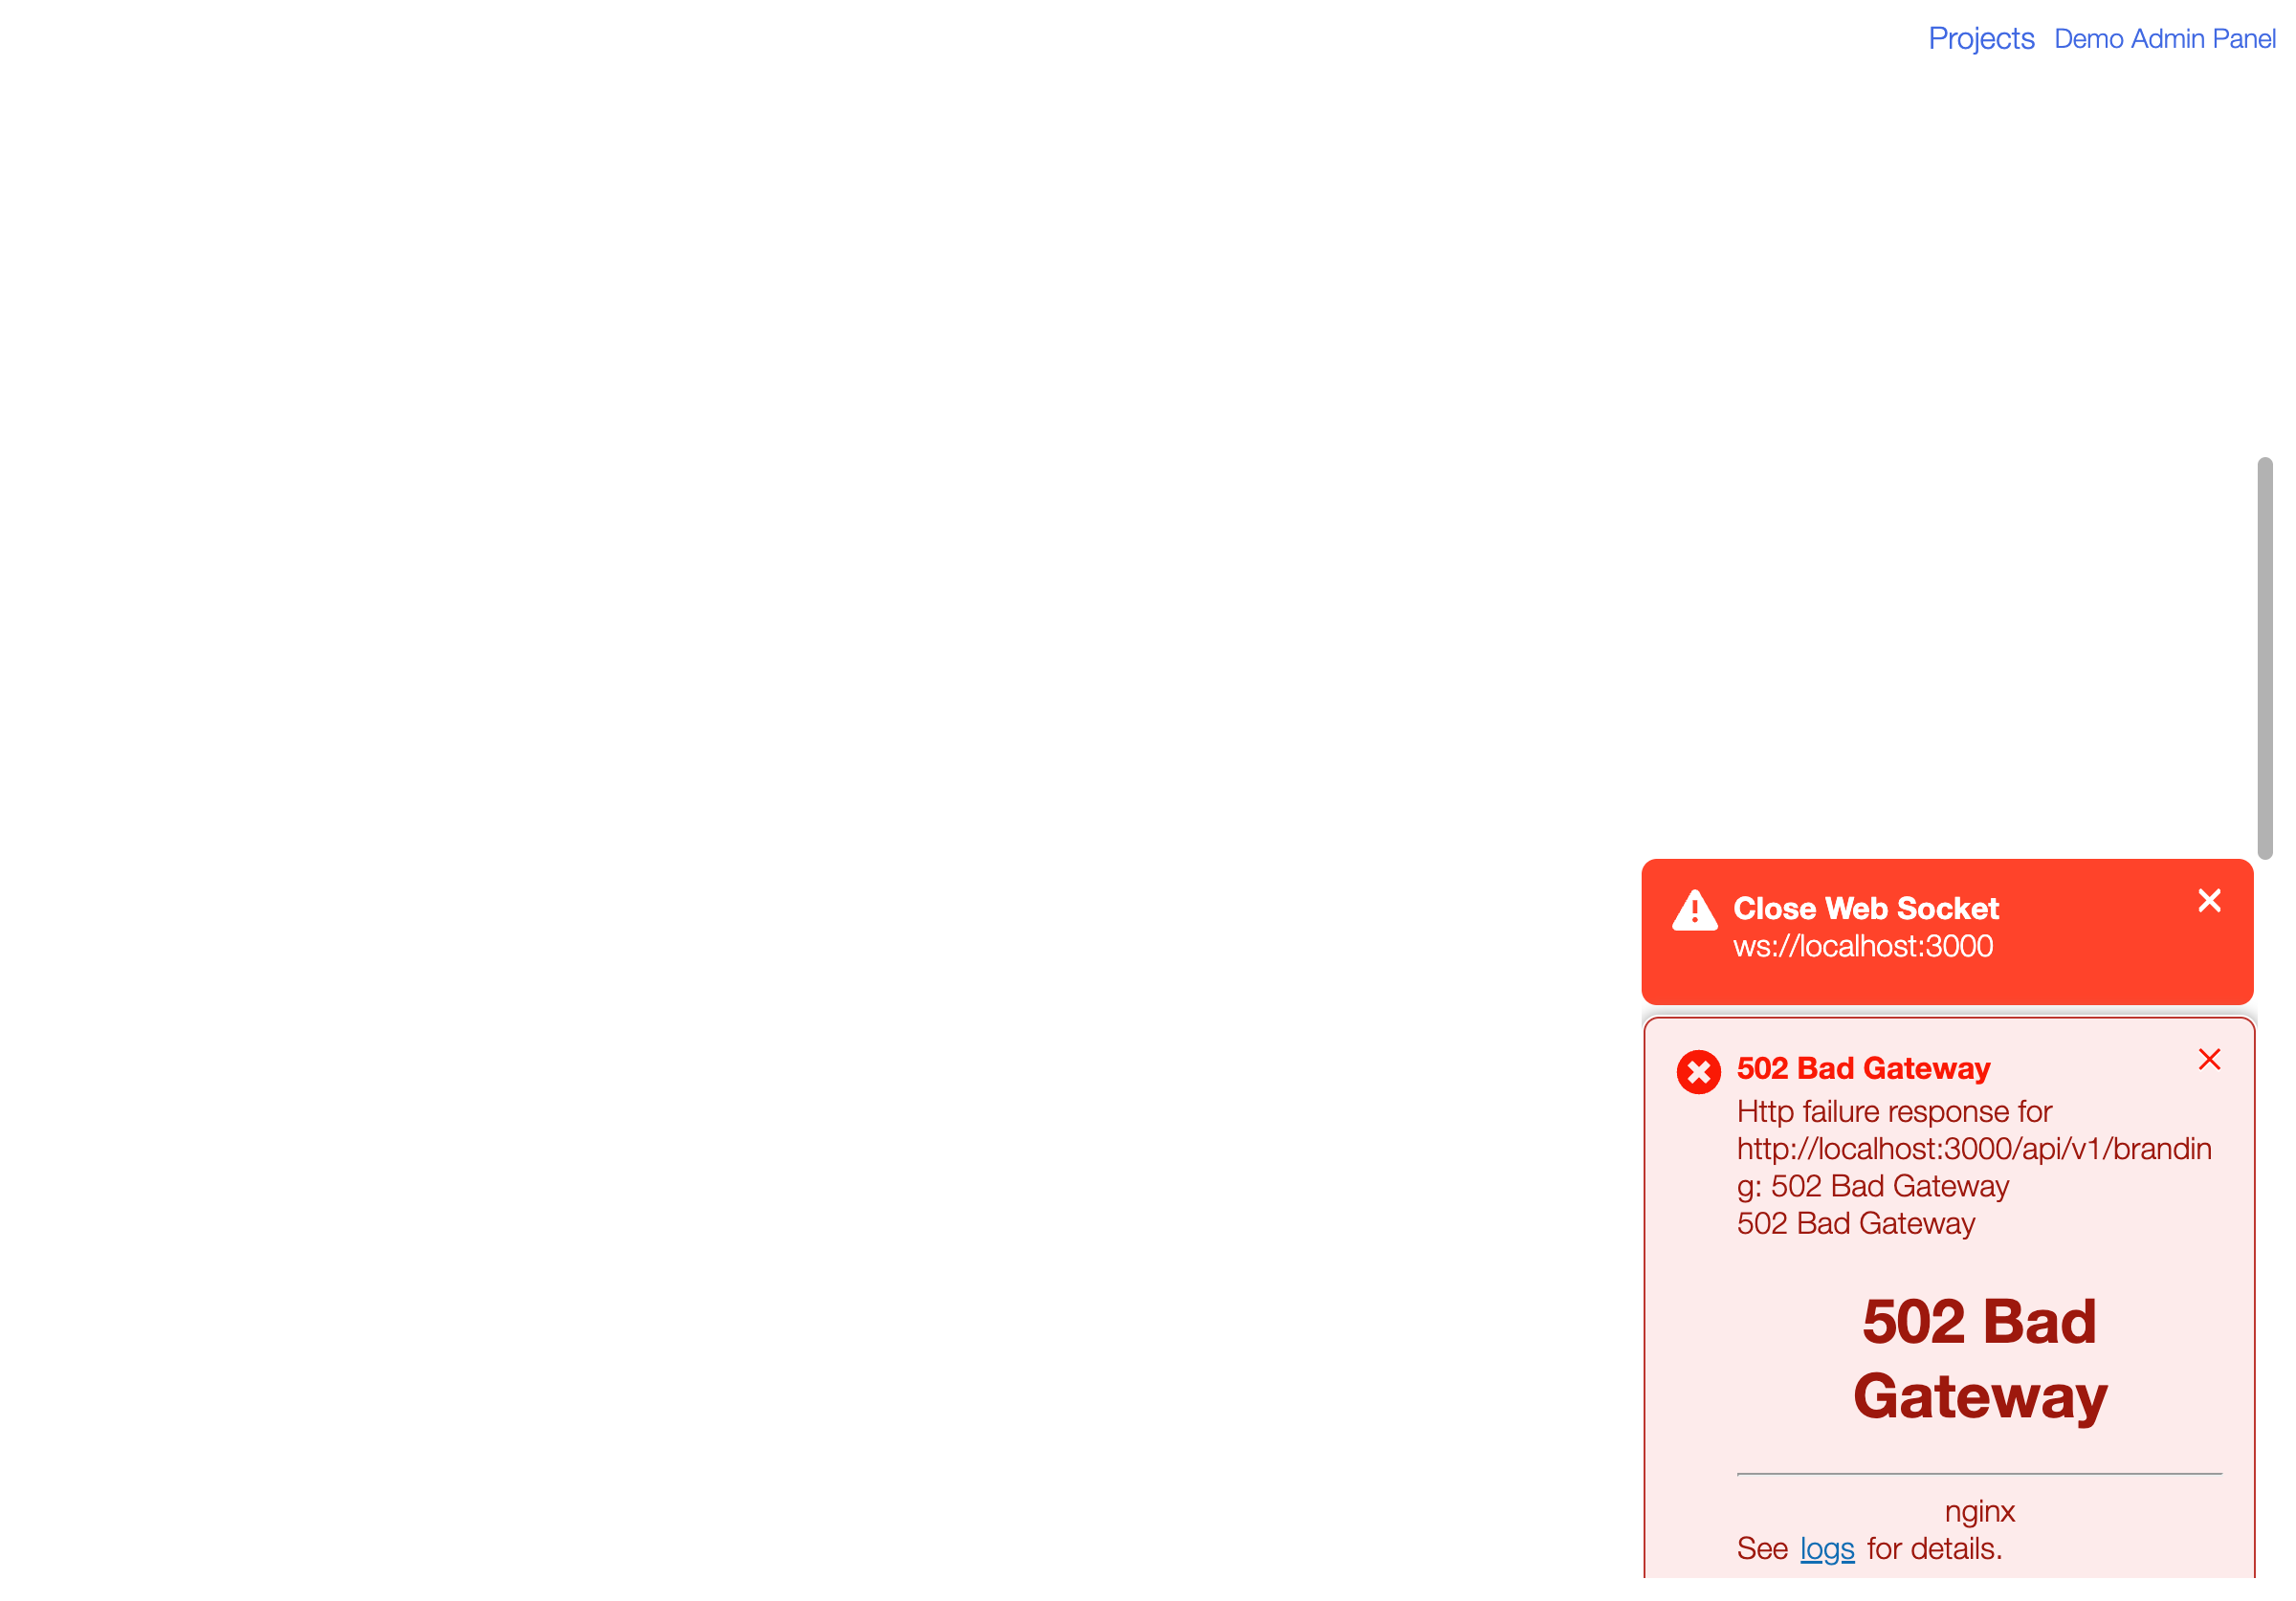 Projects Demo Admin Panel
Close Web Socket
ws://localhost:3000
502 Bad Gateway
Http failure response for
http://localhost:3000/api/v1/brandin
g: 502 Bad Gateway
502 Bad Gateway
502 Bad
Gateway
nginx
See logs for details.